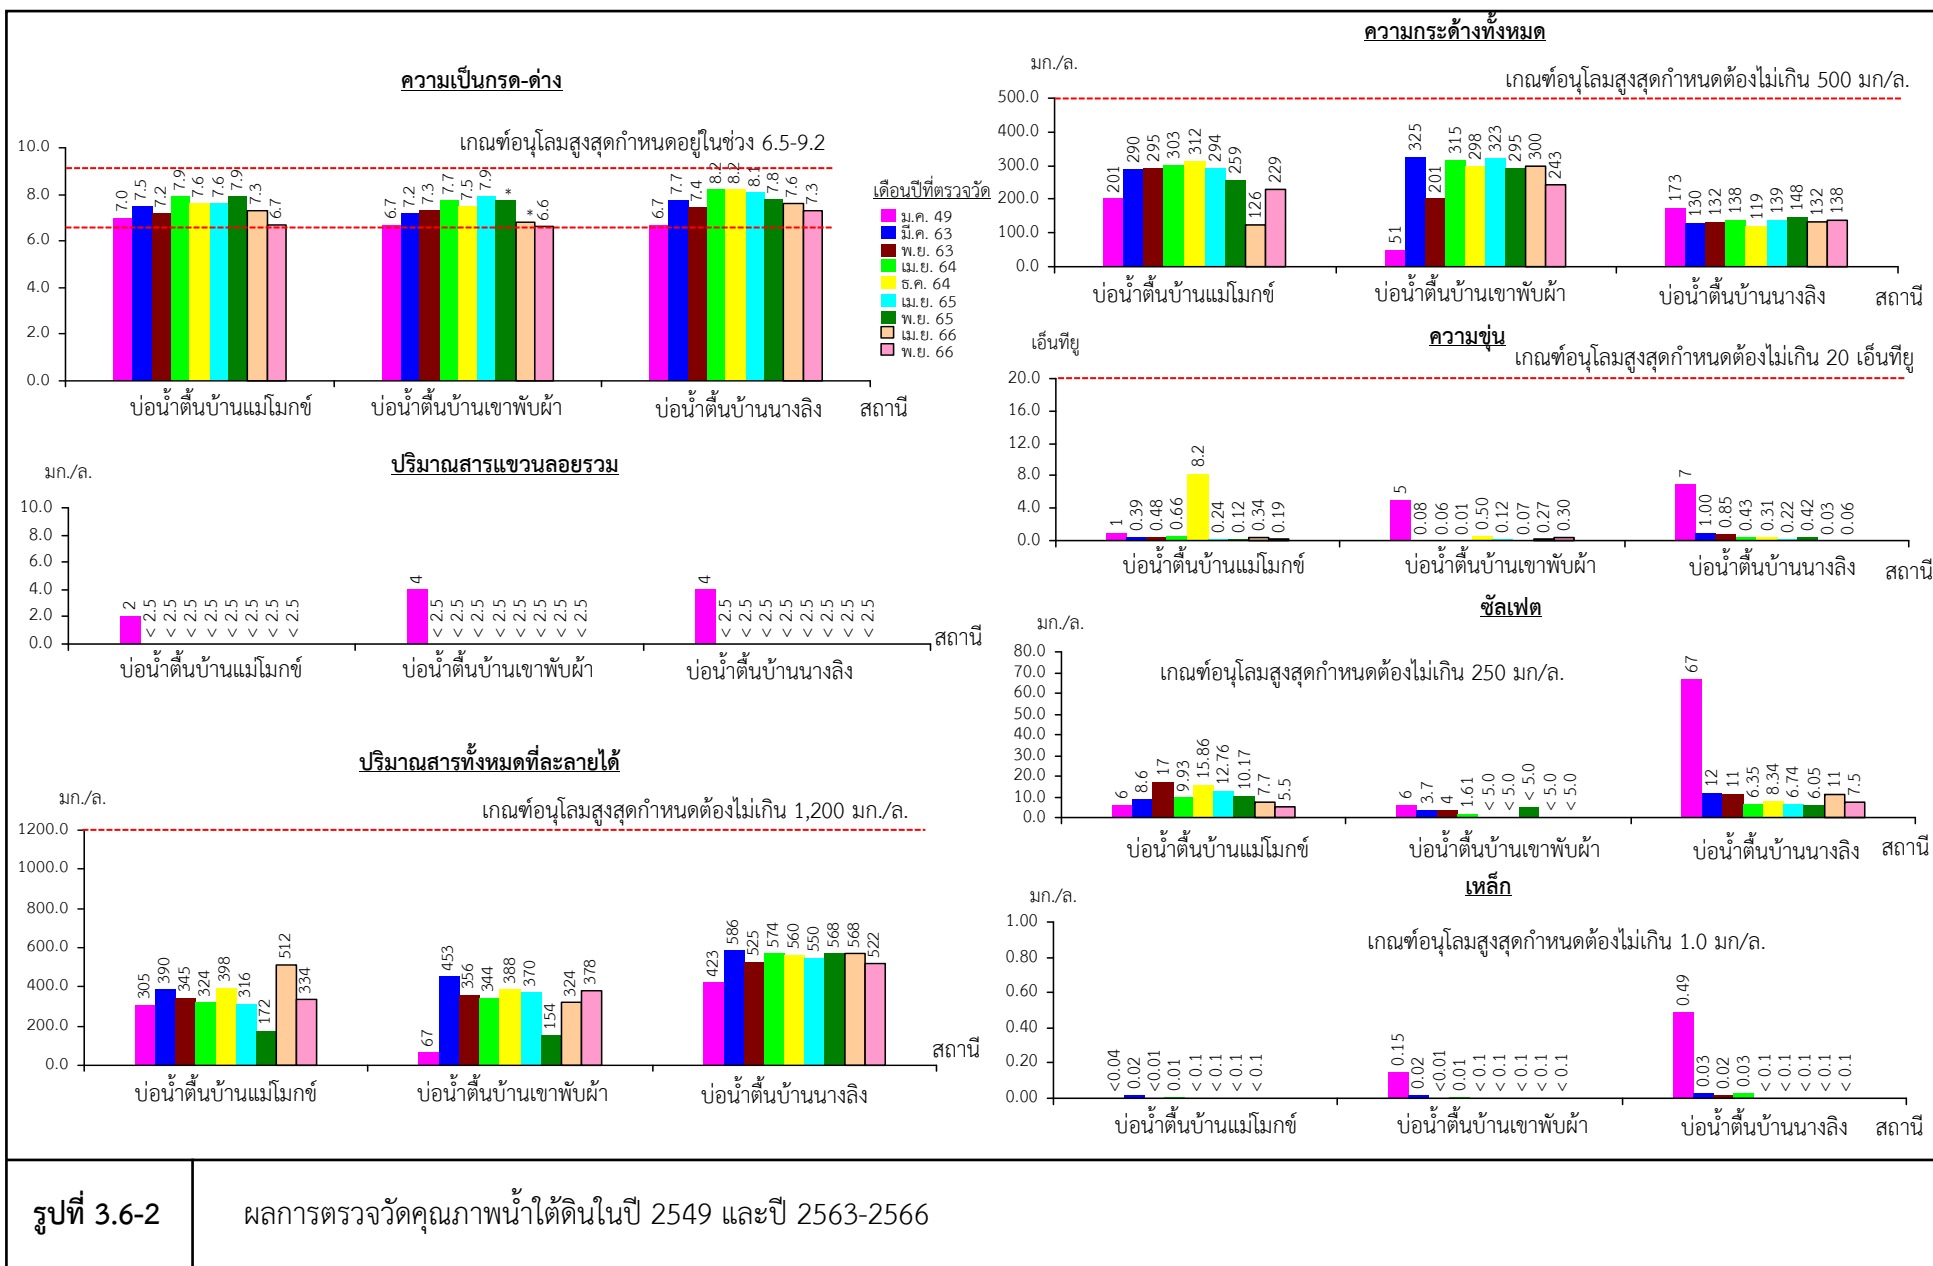 ความเป็นกรด-ด่าง
เกณฑ์อนุโลมสูงสุดกำหนดอยู่ในช่วง 6.5-9.2
10.0
8.0
6.0
4.0
2.0
0.0
7.0 7.5 7.2 7.9 7.6 7.6 7.9 7.3 6.7
6.7 7.2 7.3 7.7 7.5 7.9 * * 6.6
6.7 7.7 7.4 8.2 8.2 8.1 7.8 7.6 7.3
บ่อน้ำตื้นบ้านแม่โมกข์ บ่อน้ำตื้นบ้านเขาพับผ้า บ่อน้ำตื้นบ้านนางลิง สถานี
เดือนปีที่ตรวจวัด
ม.ค. 49
มี.ค. 63
พ.ย. 63
เม.ย. 64
ธ.ค. 64
เม.ย. 65
พ.ย. 65
เม.ย. 66
พ.ย. 66
ปริมาณสารแขวนลอยรวม
มก./ล.
10.0
8.0
6.0
4.0
2.0
0.0
2 < 2.5 < 2.5 < 2.5 < 2.5 < 2.5 < 2.5 < 2.5 < 2.5
4 < 2.5 < 2.5 < 2.5 < 2.5 < 2.5 < 2.5 < 2.5 < 2.5
4 < 2.5 < 2.5 < 2.5 < 2.5 < 2.5 < 2.5 < 2.5 < 2.5
บ่อน้ำตื้นบ้านแม่โมกข์ บ่อน้ำตื้นบ้านเขาพับผ้า บ่อน้ำตื้นบ้านนางลิง สถานี
ปริมาณสารทั้งหมดที่ละลายได้
มก./ล.
เกณฑ์อนุโลมสูงสุดกำหนดต้องไม่เกิน 1,200 มก./ล.
1200.0
1000.0
800.0
600.0
400.0
200.0
0.0
305 390 345 324 398 316 172 512 334
67 453 356 344 388 370 154 324 378
423 586 525 574 560 550 568 568 522
บ่อน้ำตื้นบ้านแม่โมกข์ บ่อน้ำตื้นบ้านเขาพับผ้า บ่อน้ำตื้นบ้านนางลิง สถานี
ความกระด้างทั้งหมด
มก./ล.
เกณฑ์อนุโลมสูงสุดกำหนดต้องไม่เกิน 500 มก/ล.
500.0
400.0
300.0
200.0
100.0
0.0
201 290 295 303 312 294 259 126 229
51 325 201 315 298 323 295 300 243
173 130 132 138 119 139 148 132 138
บ่อน้ำตื้นบ้านแม่โมกข์ บ่อน้ำตื้นบ้านเขาพับผ้า บ่อน้ำตื้นบ้านนางลิง สถานี
ความขุ่น
เอ็นทียู
เกณฑ์อนุโลมสูงสุดกำหนดต้องไม่เกิน 20 เอ็นทียู
20.0
16.0
12.0
8.0
4.0
0.0
1 0.39 0.48 0.66 8.2 0.24 0.12 0.34 0.19
5 0.08 0.06 0.01 0.50 0.12 0.07 0.27 0.30
7 1.00 0.85 0.43 0.31 0.22 0.42 0.03 0.06
บ่อน้ำตื้นบ้านแม่โมกข์ บ่อน้ำตื้นบ้านเขาพับผ้า บ่อน้ำตื้นบ้านนางลิง สถานี
ซัลเฟต
มก./ล.
เกณฑ์อนุโลมสูงสุดกำหนดต้องไม่เกิน 250 มก/ล.
80.0
70.0
60.0
50.0
40.0
30.0
20.0
10.0
0.0
6 8.6 17 9.93 15.86 12.76 10.17 7.7 5.5
6 3.7 4 1.61 < 5.0 < 5.0 < 5.0 < 5.0 < 5.0
67 12 11 6.35 8.34 6.74 6.05 11 7.5
บ่อน้ำตื้นบ้านแม่โมกข์ บ่อน้ำตื้นบ้านเขาพับผ้า บ่อน้ำตื้นบ้านนางลิง สถานี
เหล็ก
มก./ล.
เกณฑ์อนุโลมสูงสุดกำหนดต้องไม่เกิน 1.0 มก/ล.
1.00
0.80
0.60
0.40
0.20
0.00
<0.04 0.02 <0.01 0.01 < 0.1 < 0.1 < 0.1 < 0.1
0.15 0.02 <0.01 0.01 < 0.1 < 0.1 < 0.1 < 0.1 < 0.1
0.49 0.03 0.02 0.03 < 0.1 < 0.1 < 0.1 < 0.1 < 0.1
บ่อน้ำตื้นบ้านแม่โมกข์ บ่อน้ำตื้นบ้านเขาพับผ้า บ่อน้ำตื้นบ้านนางลิง สถานี
รูปที่ 3.6-2
ผลการตรวจวัดคุณภาพน้ำใต้ดินในปี 2549 และปี 2563-2566